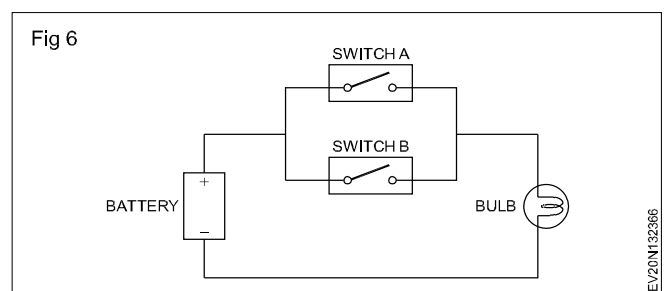 Fig 6
SWITCH A
SWITCH B
+
BATTERY
−
BULB
EV20N132366